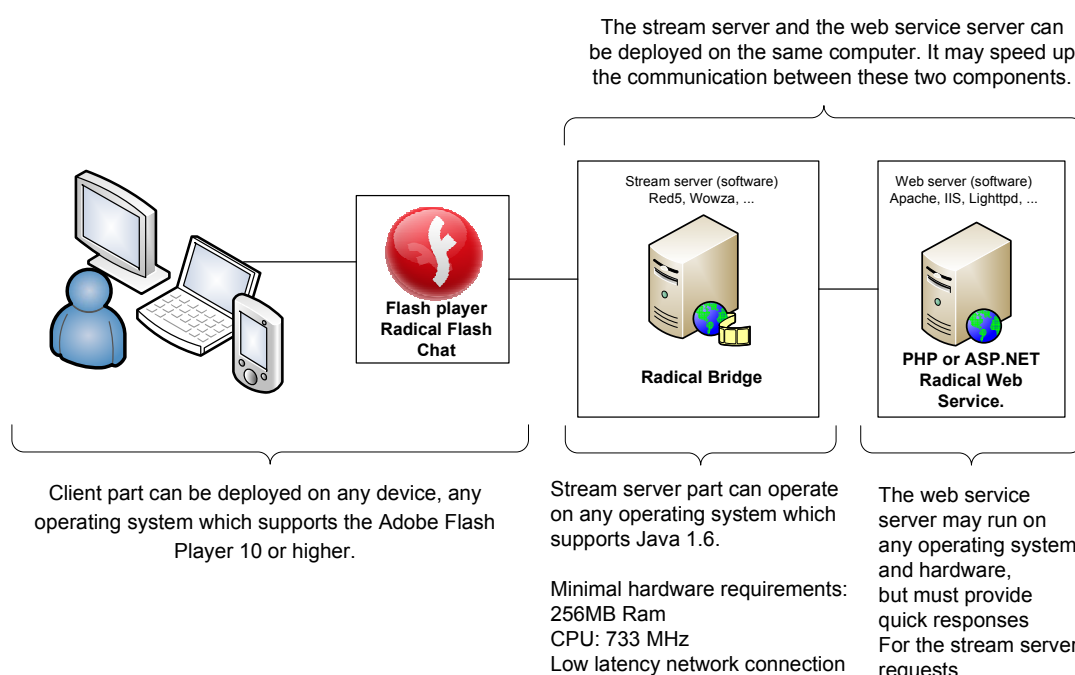 The stream server and the web service server can
be deployed on the same computer. It may speed up
the communication between these two components.
Stream server (software)
Red5, Wowza, ...
Web server (software)
Apache, IIS, Lighttpd, ...
Flash player
Radical Flash
Chat
Radical Bridge
PHP or ASP.NET
Radical Web
Service.
Client part can be deployed on any device, any
operating system which supports the Adobe Flash
Player 10 or higher.
Stream server part can operate
on any operating system which
supports Java 1.6.
Minimal hardware requirements:
256MB Ram
CPU: 733 MHz
Low latency network connection
The web service
server may run on
any operating system
and hardware,
but must provide
quick responses
For the stream server
requests